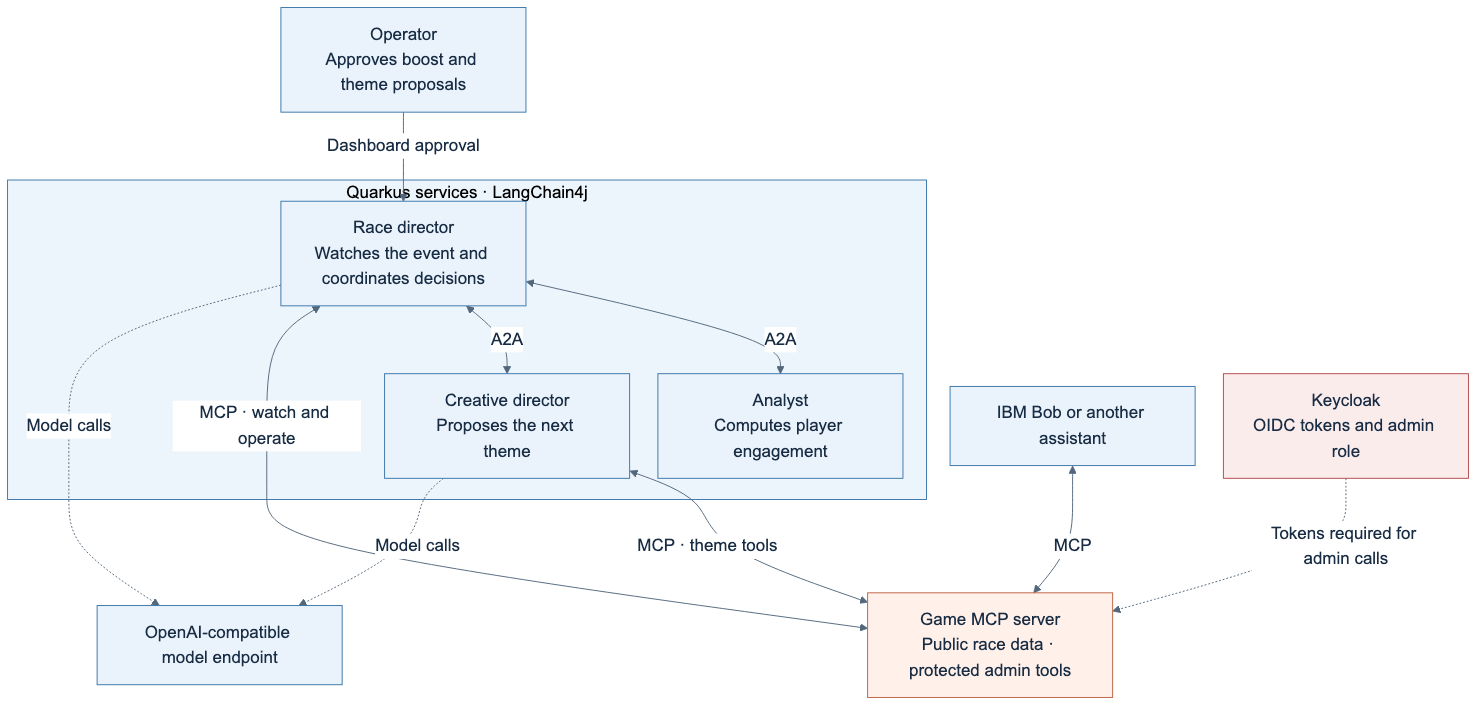 Operator
Approves boost and
theme proposals
Dashboard approval
Quarkus services · LangChain4j
Race director
Watches the event and
coordinates decisions
A2A
A2A
Model calls
MCP · watch and
operate
Creative director
Proposes the next
theme
Analyst
Computes player
engagement
IBM Bob or another
assistant
Keycloak
OIDC tokens and admin
role
Model calls
MCP · theme tools
MCP
Tokens required for
admin calls
OpenAI-compatible
model endpoint
Game MCP server
Public race data ·
protected admin tools